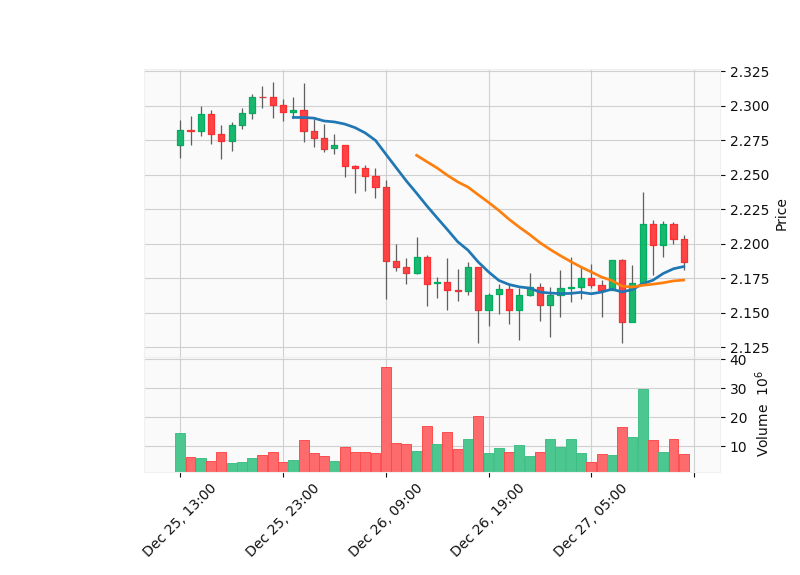 2.325
2.300
2.275
2.250
2.225
2.200
2.175
2.150
2.125
Price
40
30
20
10
Volume 10^6
Dec 25, 13:00
Dec 25, 23:00
Dec 26, 09:00
Dec 26, 19:00
Dec 27, 05:00